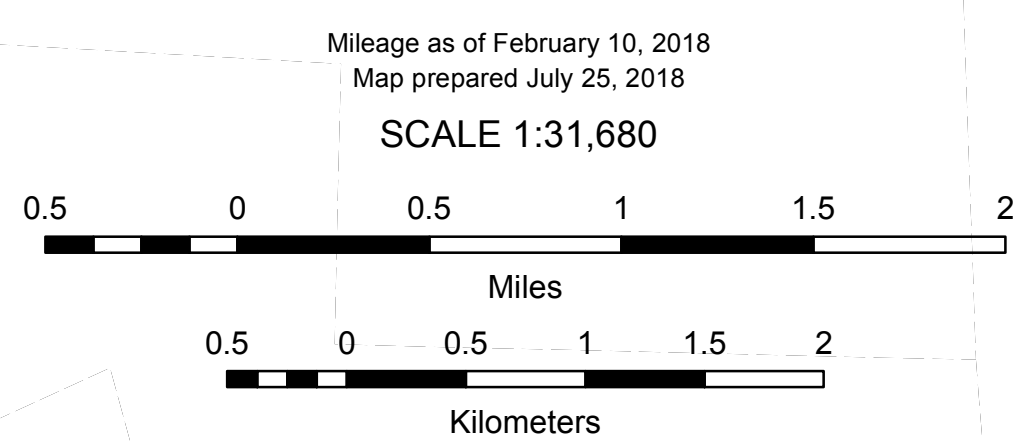 Mileage as of February 10, 2018
Map prepared July 25, 2018
SCALE 1:31,680
0.5 0 0.5 1 1.5 2
Miles
0.5 0 0.5 1 1.5 2
Kilometers